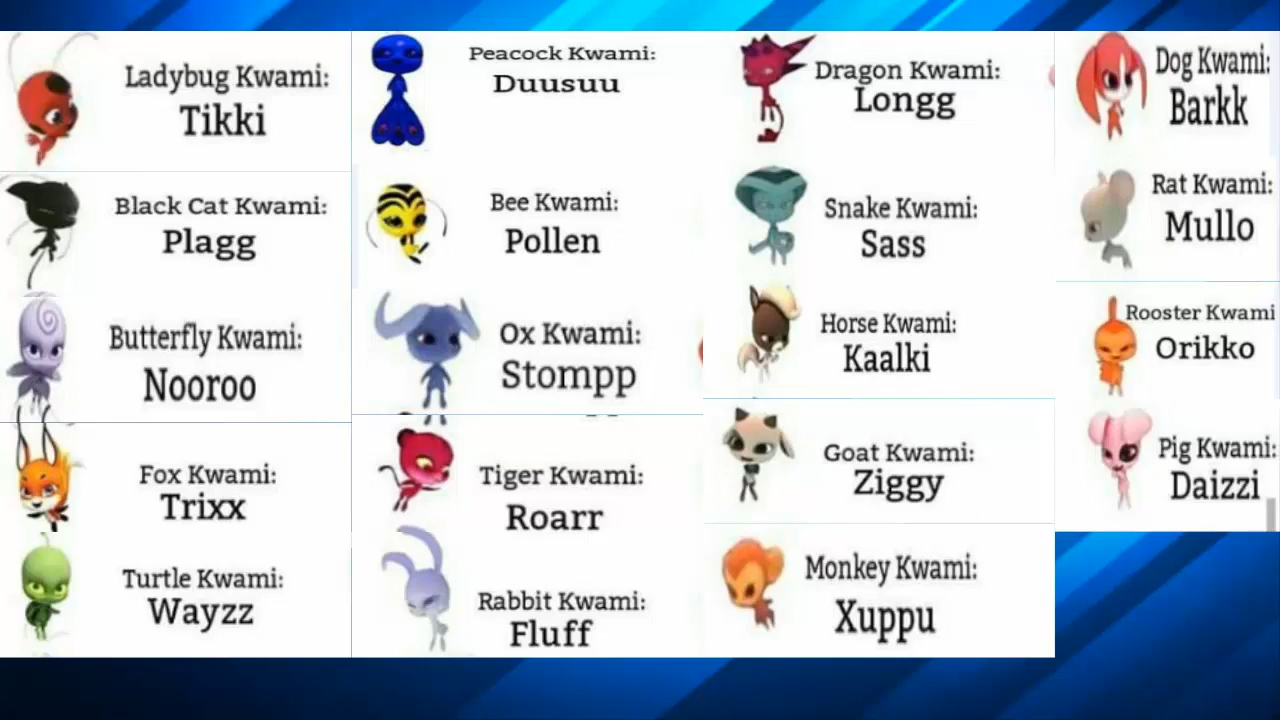 Ladybug Kwami:
Tikki
Black Cat Kwami:
Plagg
Butterfly Kwami:
Nooroo
Fox Kwami:
Trixx
Turtle Kwami:
Wayzz
Peacock Kwami:
Duusuu
Bee Kwami:
Pollen
Ox Kwami:
Stompp
Tiger Kwami:
Roarr
Rabbit Kwami:
Fluff
Dragon Kwami:
Longg
Snake Kwami:
Sass
Horse Kwami:
Kaalki
Goat Kwami:
Ziggy
Monkey Kwami:
Xuppu
Dog Kwami:
Barkk
Rat Kwami:
Mullo
Rooster Kwami
Orikko
Pig Kwami:
Daizzi